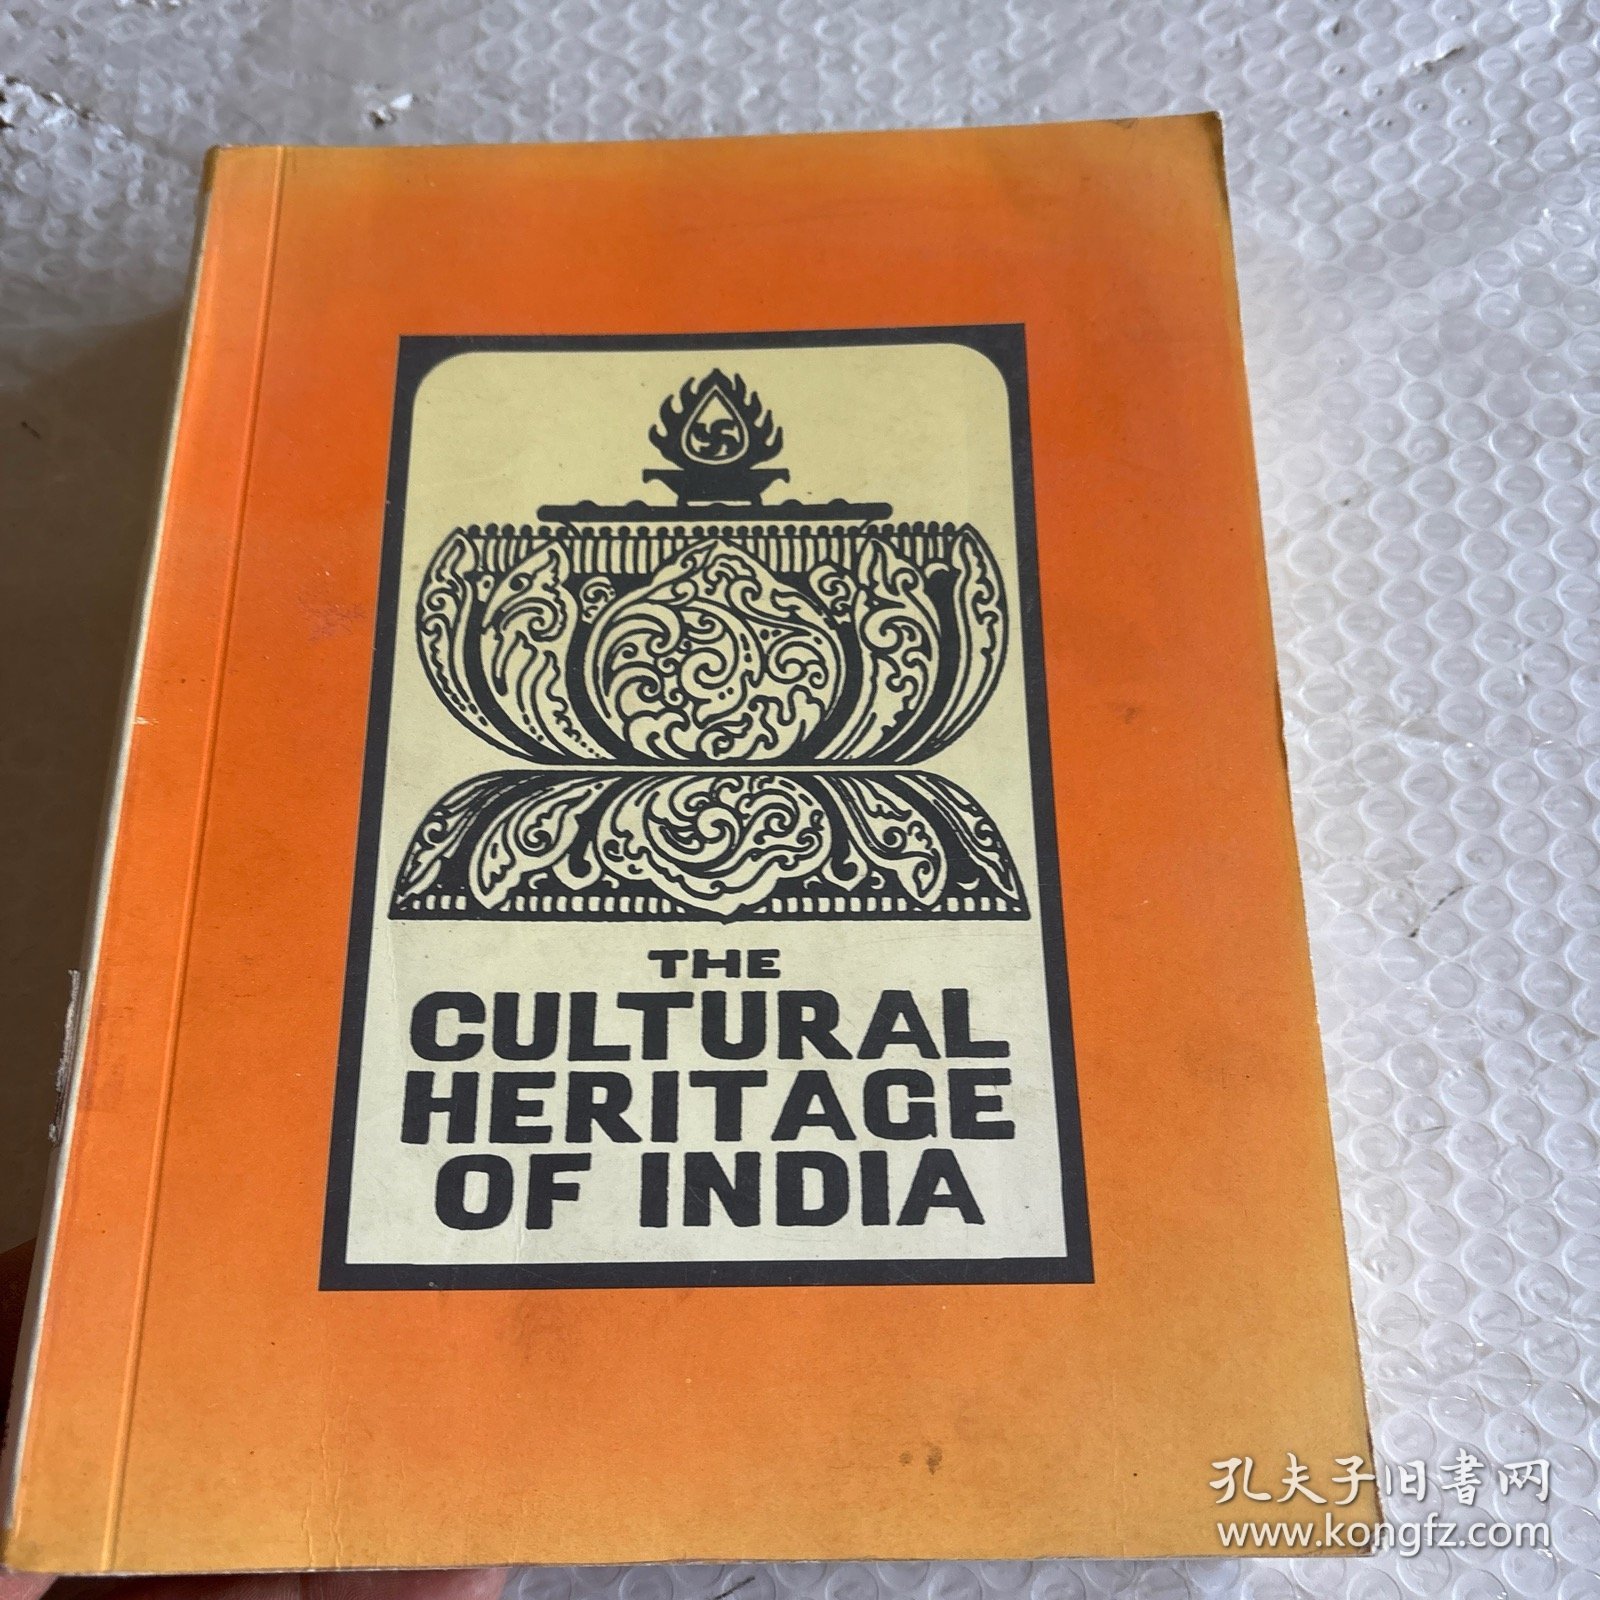 THE
CULTURAL
HERITAGE
OF INDIA
孔夫子旧书网
www.kongfz.com